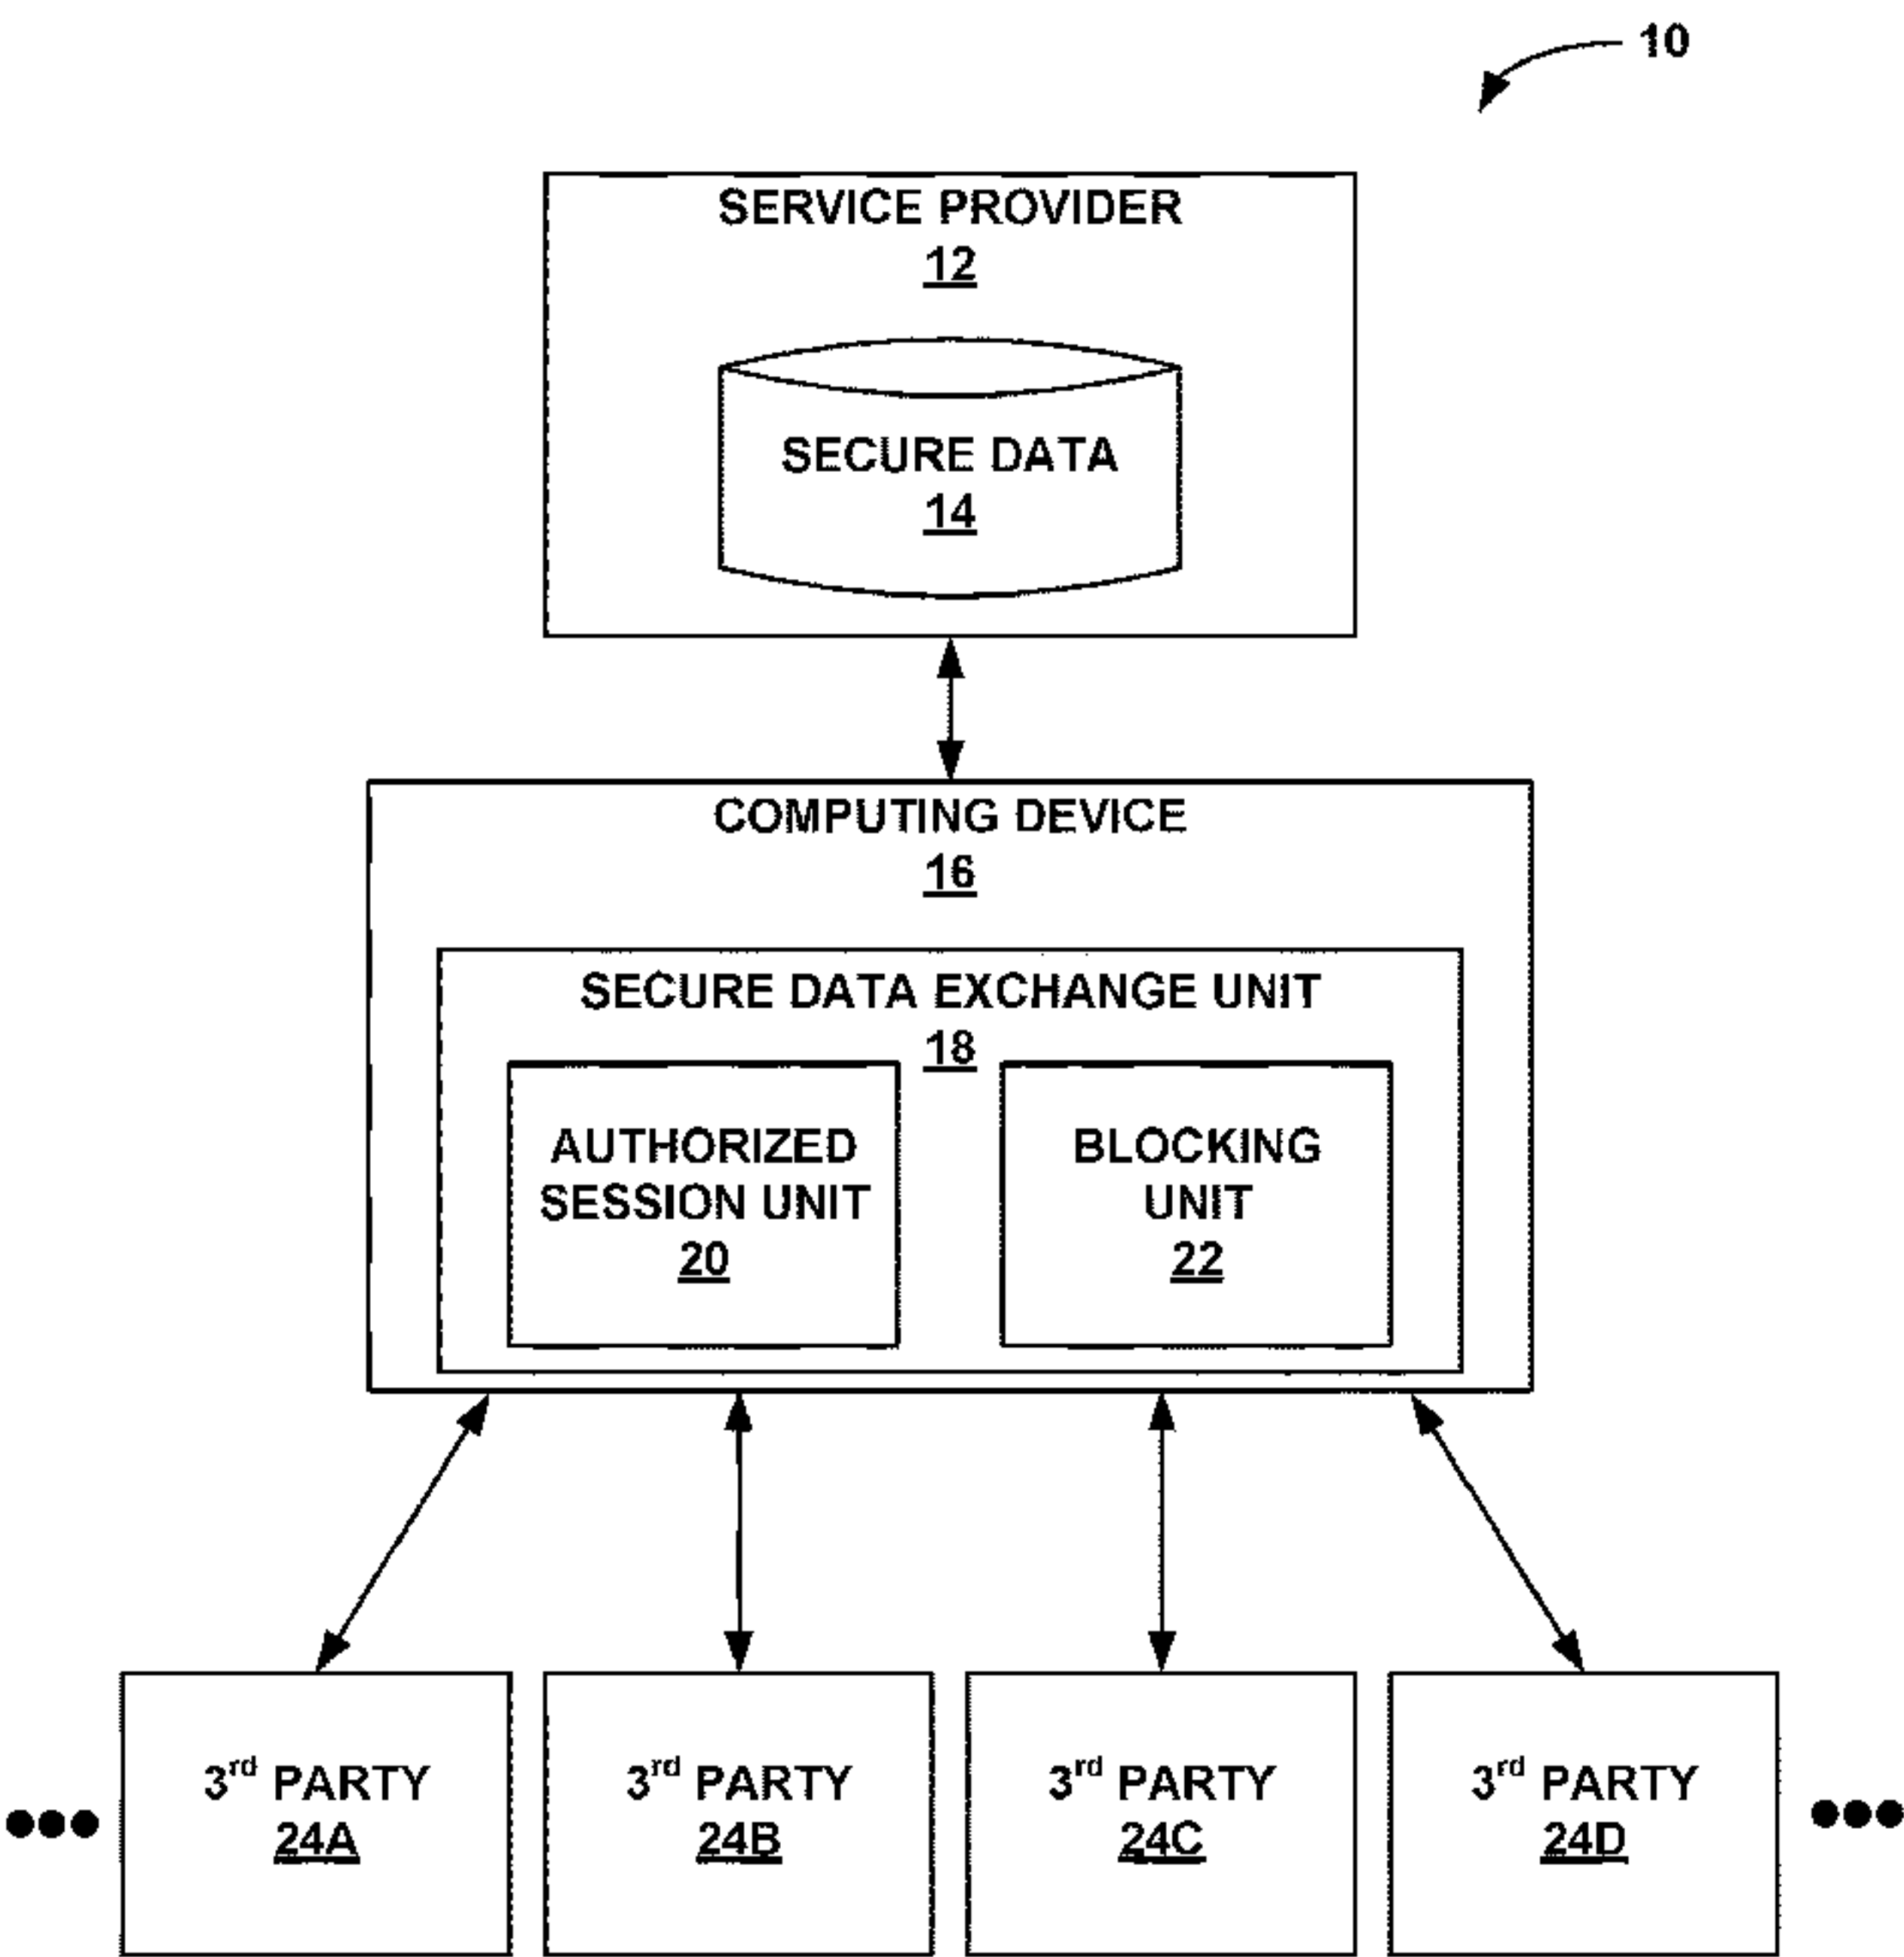 10
SERVICE PROVIDER
12
SECURE DATA
14
COMPUTING DEVICE
16
SECURE DATA EXCHANGE UNIT
18
AUTHORIZED
SESSION UNIT
20
BLOCKING
UNIT
22
3rd PARTY
24A
3rd PARTY
24B
3rd PARTY
24C
3rd PARTY
24D